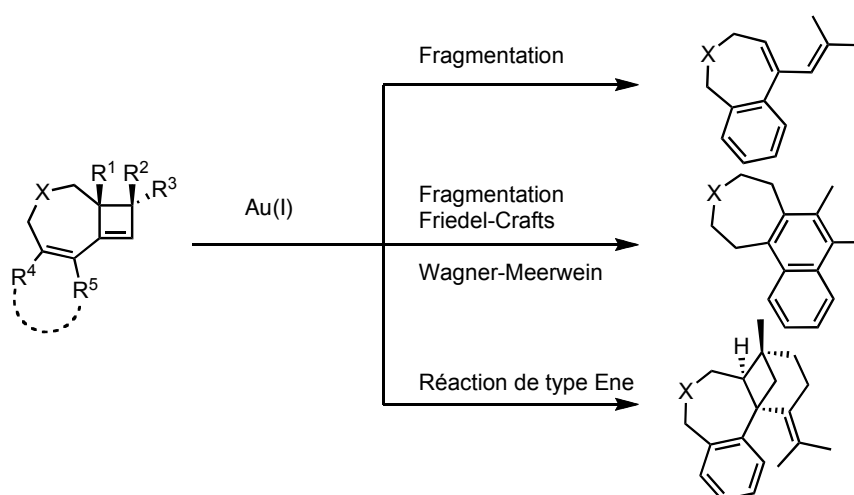 Fragmentation
X
R¹ R²
R³
X
Au(I)
R⁴
R⁵
Fragmentation
Friedel-Crafts
Wagner-Meerwein
X
Réaction de type Ene
H
X